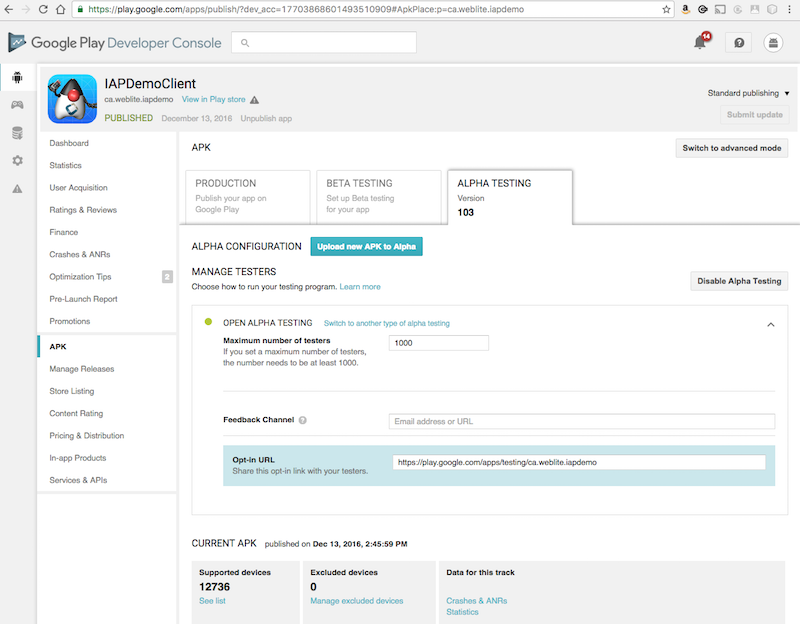 https://play.google.com/apps/publish/?dev_acc=17703868601493510909#ApkPlace:p=ca.weblite.iapdemo
Google Play Developer Console
14
IAPDemoClient
ca.weblite.iapdemo View in Play store
PUBLISHED December 13, 2016 Unpublish app
Standard publishing
Submit update
Dashboard
Statistics
User Acquisition
Ratings & Reviews
Finance
Crashes & ANRs
Optimization Tips 2
Pre-Launch Report
Promotions
APK
Manage Releases
Store Listing
Content Rating
Pricing & Distribution
In-app Products
Services & APIs
APK
Switch to advanced mode
PRODUCTION
Publish your app on
Google Play
BETA TESTING
Set up Beta testing
for your app
ALPHA TESTING
Version
103
ALPHA CONFIGURATION Upload new APK to Alpha
MANAGE TESTERS
Choose how to run your testing program. Learn more
Disable Alpha Testing
OPEN ALPHA TESTING Switch to another type of alpha testing
Maximum number of testers 1000
If you set a maximum number of testers,
the number needs to be at least 1000.
Feedback Channel ? Email address or URL
Opt-in URL https://play.google.com/apps/testing/ca.weblite.iapdemo
Share this opt-in link with your testers.
CURRENT APK published on Dec 13, 2016, 2:45:59 PM
Supported devices
12736
See list
Excluded devices
0
Manage excluded devices
Data for this track
Crashes & ANRs
Statistics